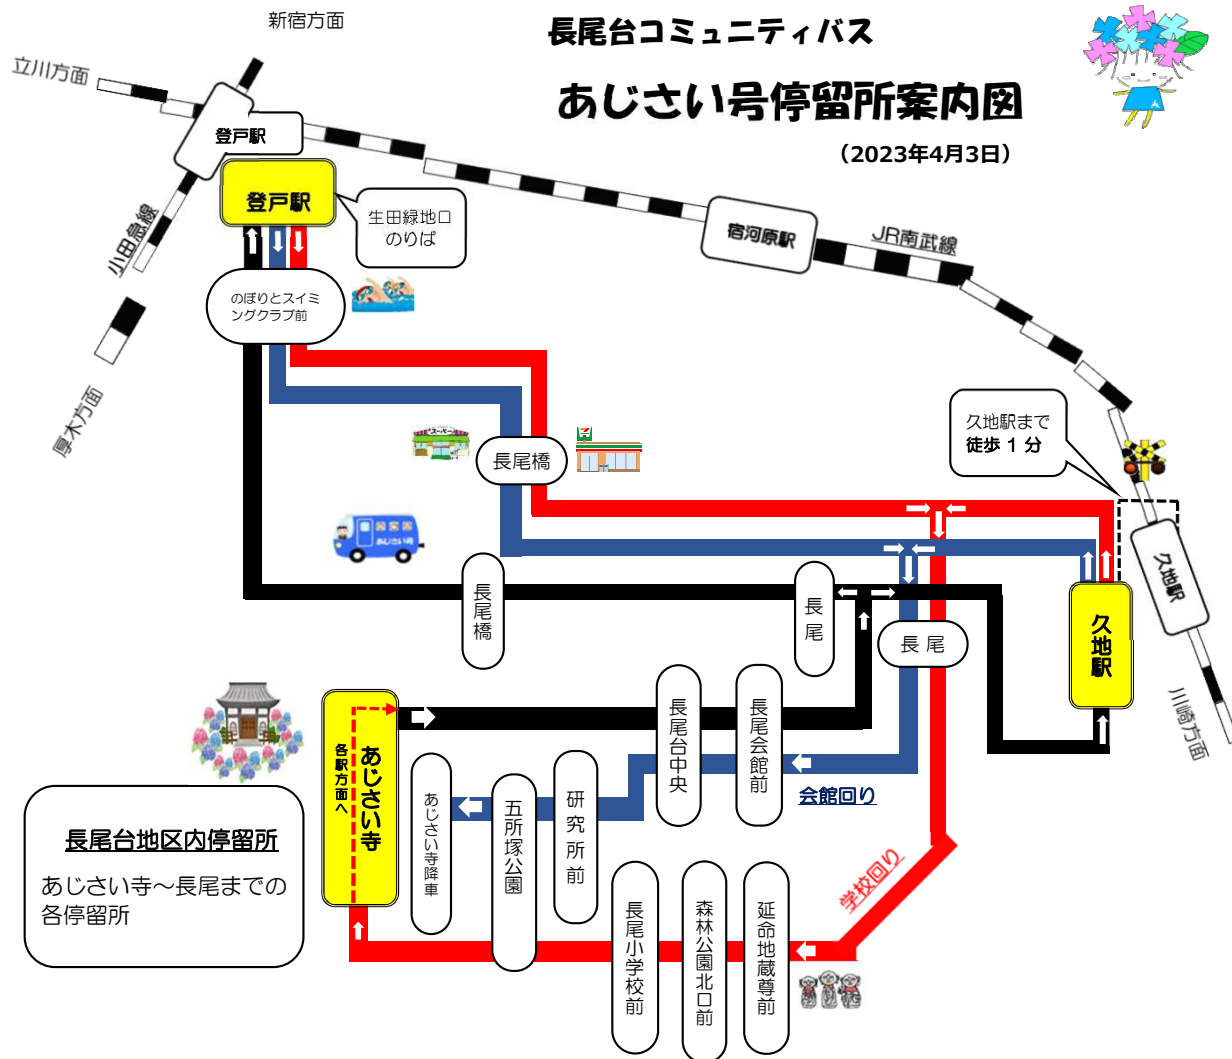 新宿方面
長尾台コミュニティバス
立川方面
あじさい号停留所案内図
(2023年4月3日)
登戸駅
登戸駅
生田緑地口
のりば
小田急線
宿河原駅
JR南武線
のぼりとスイミ
ングクラブ前
厚木方面
久地駅まで
徒歩1分
スーパー
長尾橋
7
あじさい号
久地駅
長尾橋
長尾
長尾
久地駅
川崎方面
長尾台中央
長尾会館前
あじさい寺
各駅方面へ
あじさい寺降車
五所塚公園
研究所前
会館回り
長尾台地区内停留所
あじさい寺~長尾までの
各停留所
学校回り
長尾小学校前
森林公園北口前
延命地蔵尊前